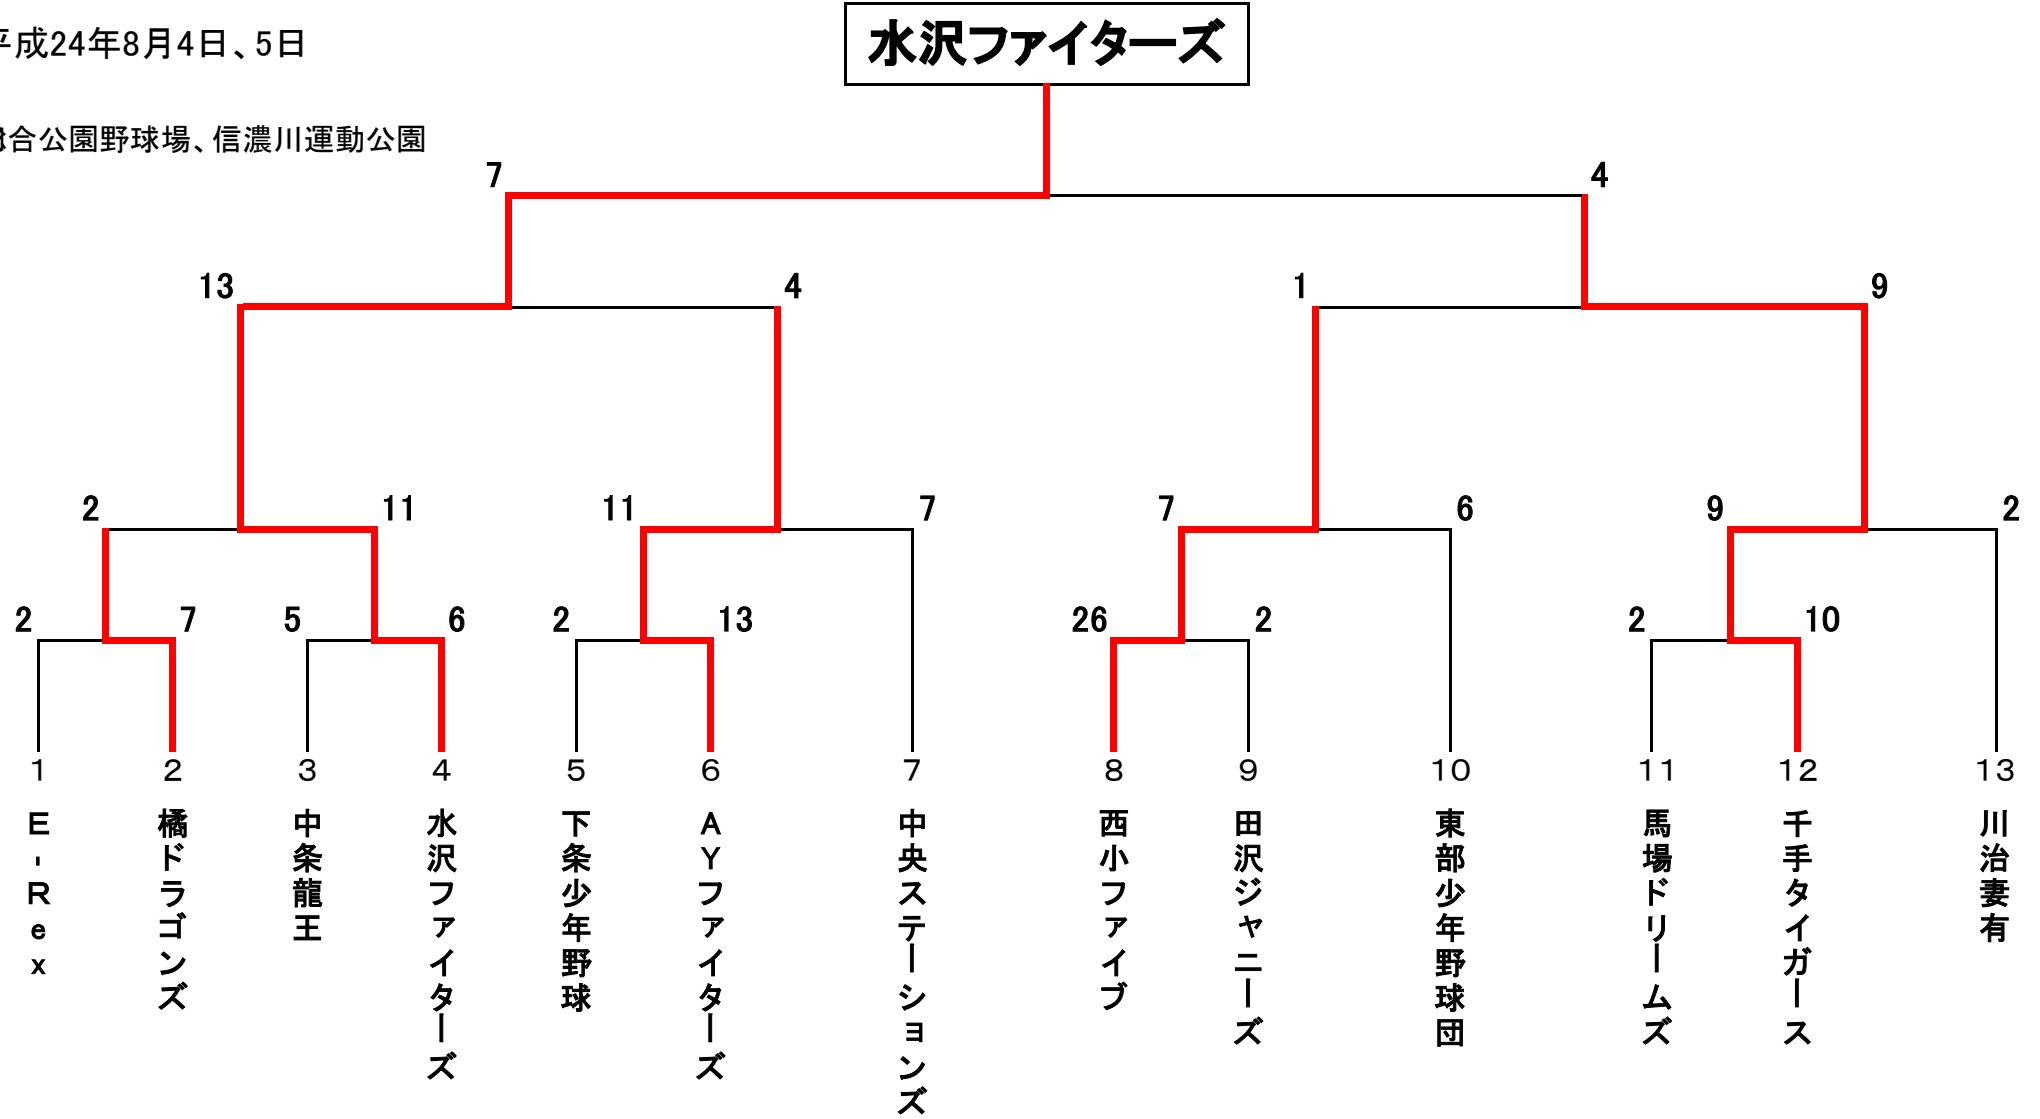 水沢ファイターズ
平成24年8月4日、5日
合公園野球場、信濃川運動公園
7 4
13 4 1 9
2 11 11 7 7 6 9 2
2 7 5 6 2 13 26 2 2 10
1 2 3 4 5 6 7 8 9 10 11 12 13
E-Rex
橘ドラゴンズ
中条龍王
水沢ファイターズ
下条少年野球
AYファイターズ
中央ステーションズ
西小ファイブ
田沢ジャニーズ
東部少年野球団
馬場ドリームズ
千手タイガース
川治妻有